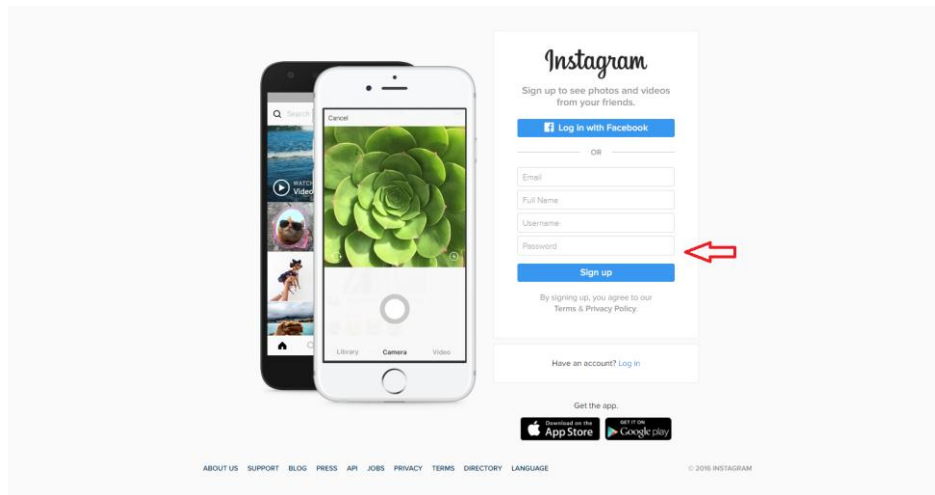 Instagram
Sign up to see photos and videos
from your friends.
Log in with Facebook
OR
Email
Full Name
Username
Password
Sign up
By signing up, you agree to our
Terms & Privacy Policy.
Have an account? Log in
Get the app.
Download on the
App Store
GET IT ON
Google play
Search
WATCH
Video
Cancel
Library Camera Video
ABOUT US SUPPORT BLOG PRESS API JOBS PRIVACY TERMS DIRECTORY LANGUAGE
© 2016 INSTAGRAM